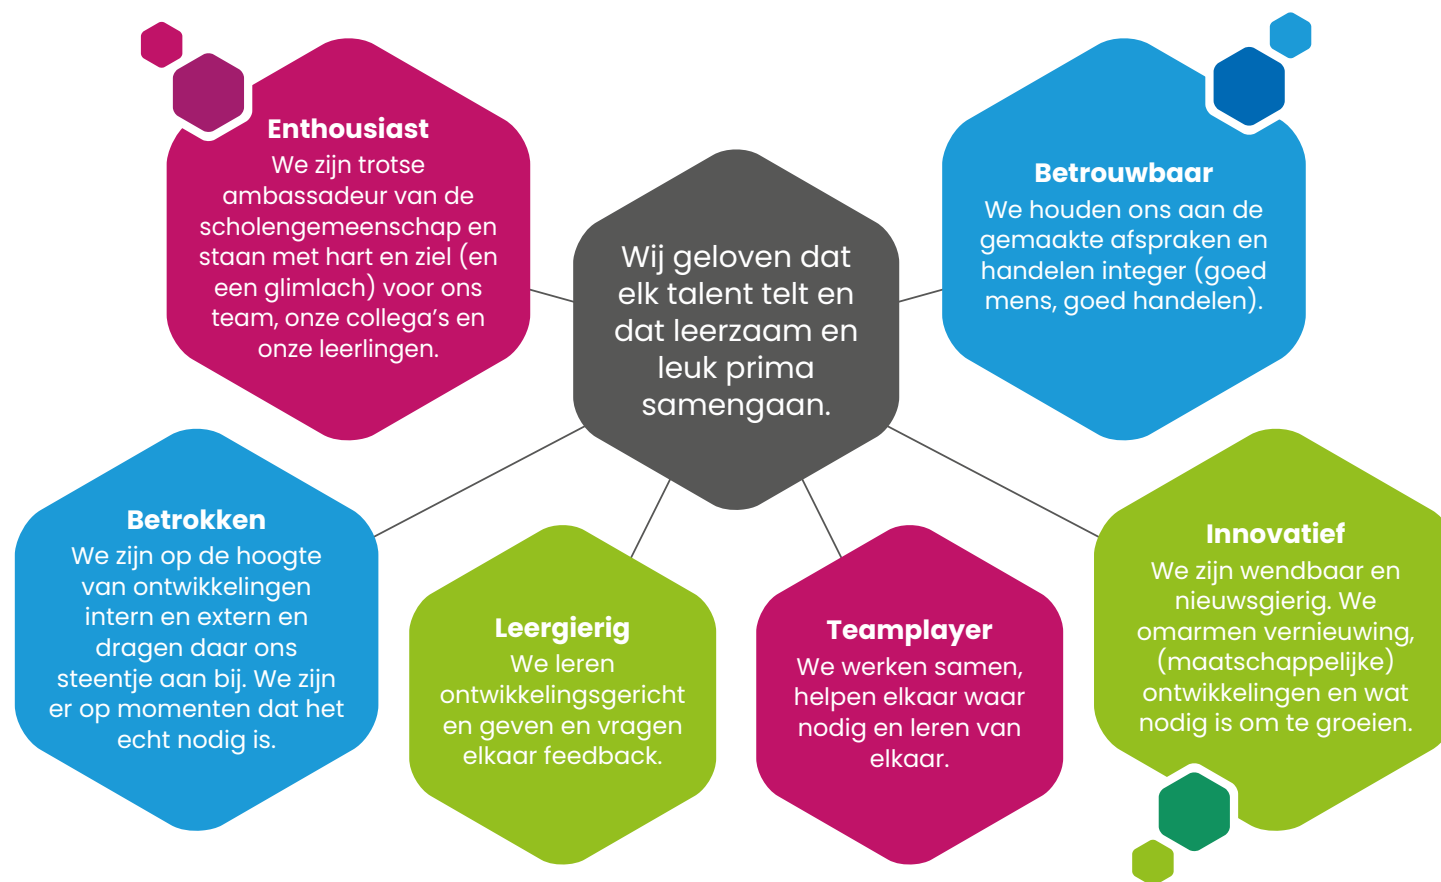 Enthousiast
We zijn trotse
ambassadeur van de
scholengemeenschap en
staan met hart en ziel (en
een glimlach) voor ons
team, onze collega's en
onze leerlingen.
Wij geloven dat
elk talent telt en
dat leerzaam en
leuk prima
samengaan.
Betrouwbaar
We houden ons aan de
gemaakte afspraken en
handelen integer (goed
mens, goed handelen).
Betrokken
We zijn op de hoogte
van ontwikkelingen
intern en extern en
dragen daar ons
steentje aan bij. We zijn
er op momenten dat het
echt nodig is.
Leergierig
We leren
ontwikkelingsgericht
en geven en vragen
elkaar feedback.
Teamplayer
We werken samen,
helpen elkaar waar
nodig en leren van
elkaar.
Innovatief
We zijn wendbaar en
nieuwsgierig. We
omarmen vernieuwing,
(maatschappelijke)
ontwikkelingen en wat
nodig is om te groeien.